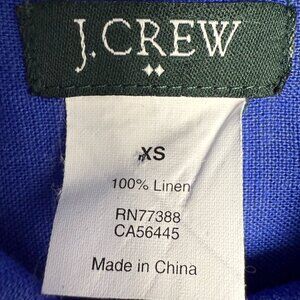 J.CREW
XS
100% Linen
RN77388
CA56445
Made in China